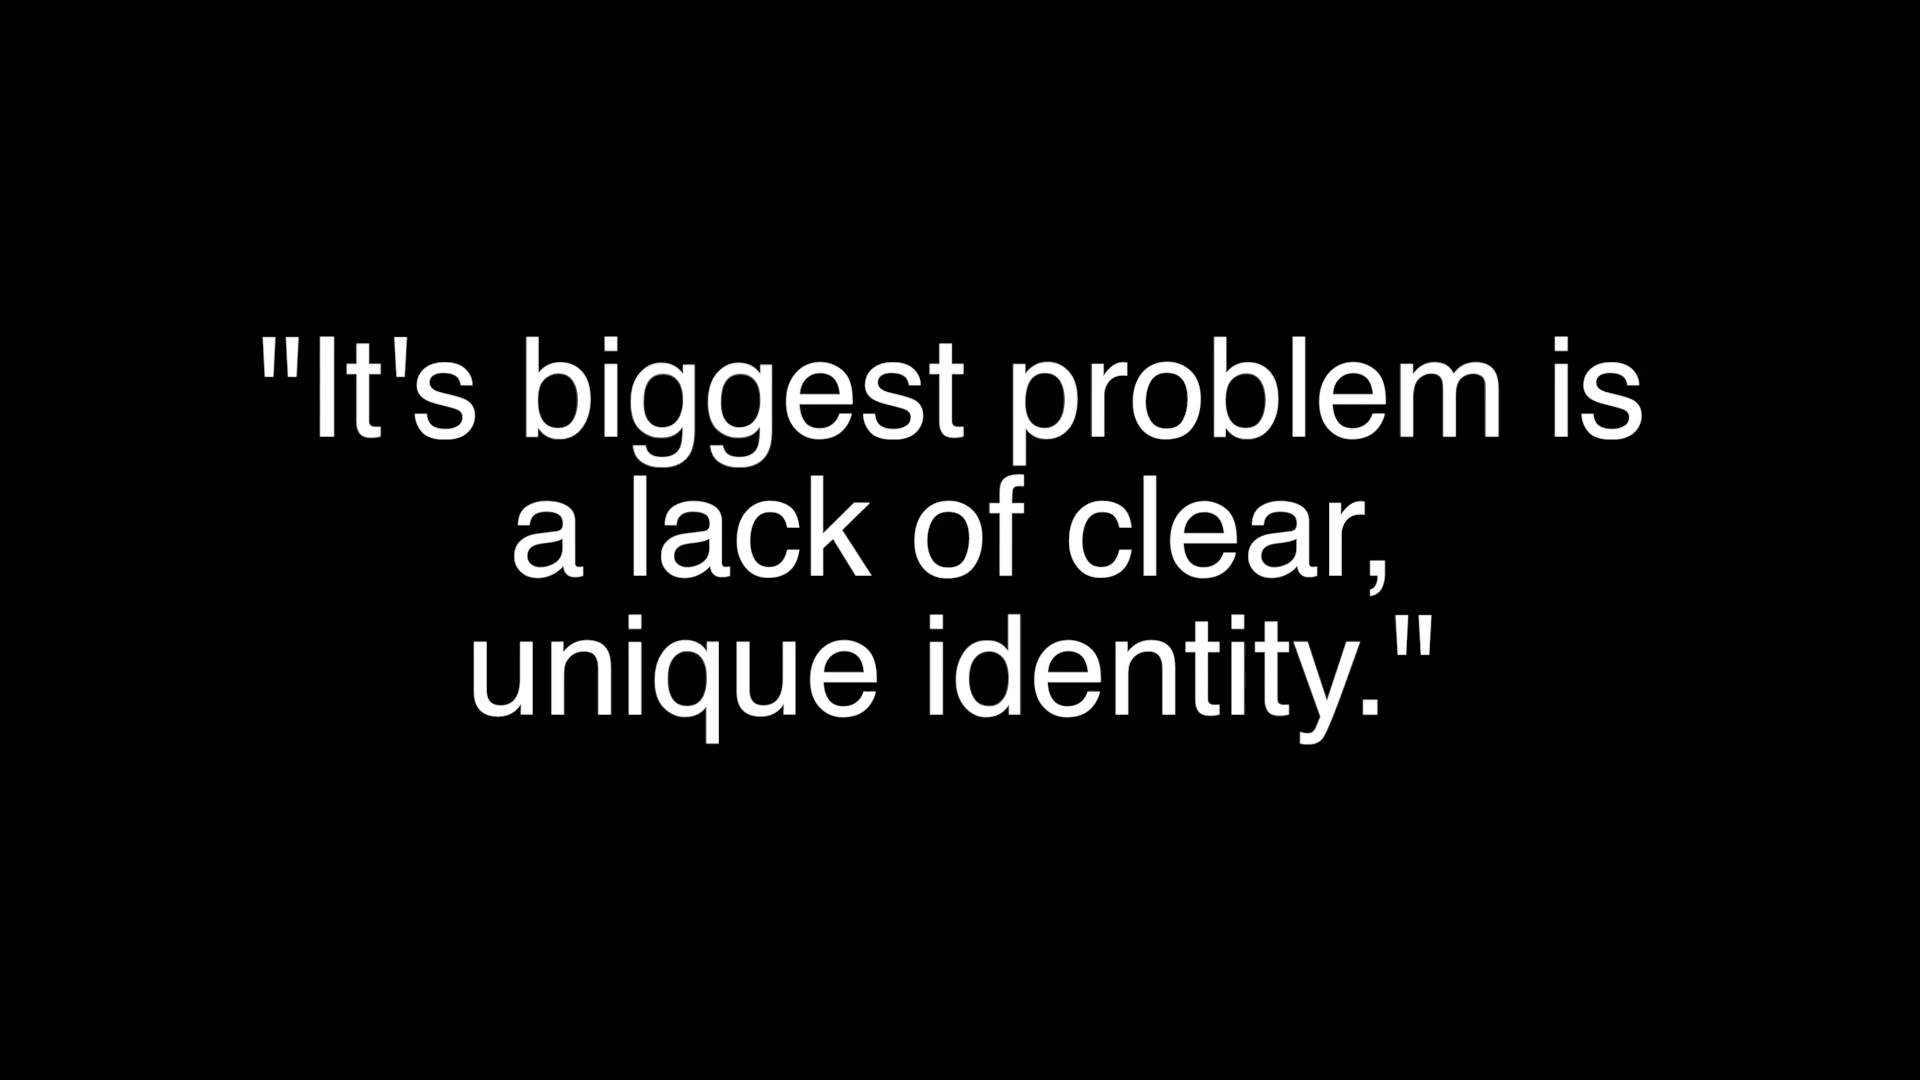 "It's biggest problem is
a lack of clear,
unique identity."